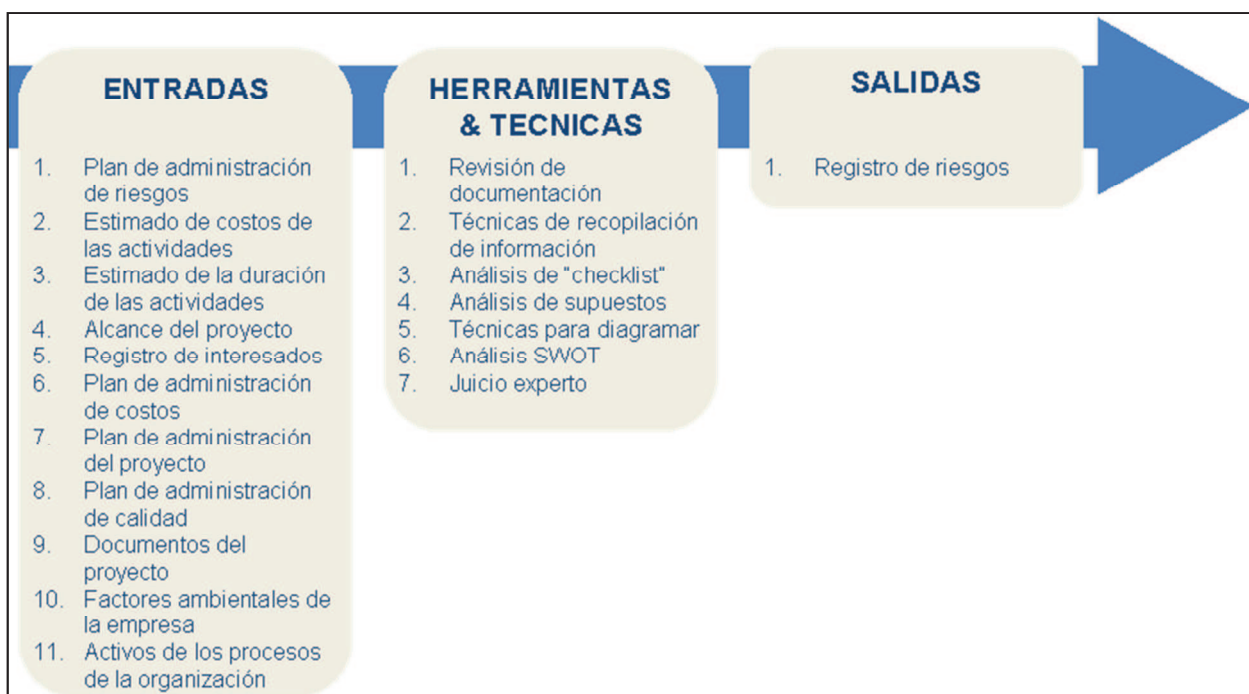 ENTRADAS
1. Plan de administración
de riesgos
2. Estimado de costos de
las actividades
3. Estimado de la duración
de las actividades
4. Alcance del proyecto
5. Registro de interesados
6. Plan de administración
de costos
7. Plan de administración
del proyecto
8. Plan de administración
de calidad
9. Documentos del
proyecto
10. Factores ambientales de
la empresa
11. Activos de los procesos
de la organización
HERRAMIENTAS
& TECNICAS
1. Revisión de
documentación
2. Técnicas de recopilación
de información
3. Análisis de "checklist"
4. Análisis de supuestos
5. Técnicas para diagramar
6. Análisis SWOT
7. Juicio experto
SALIDAS
1. Registro de riesgos